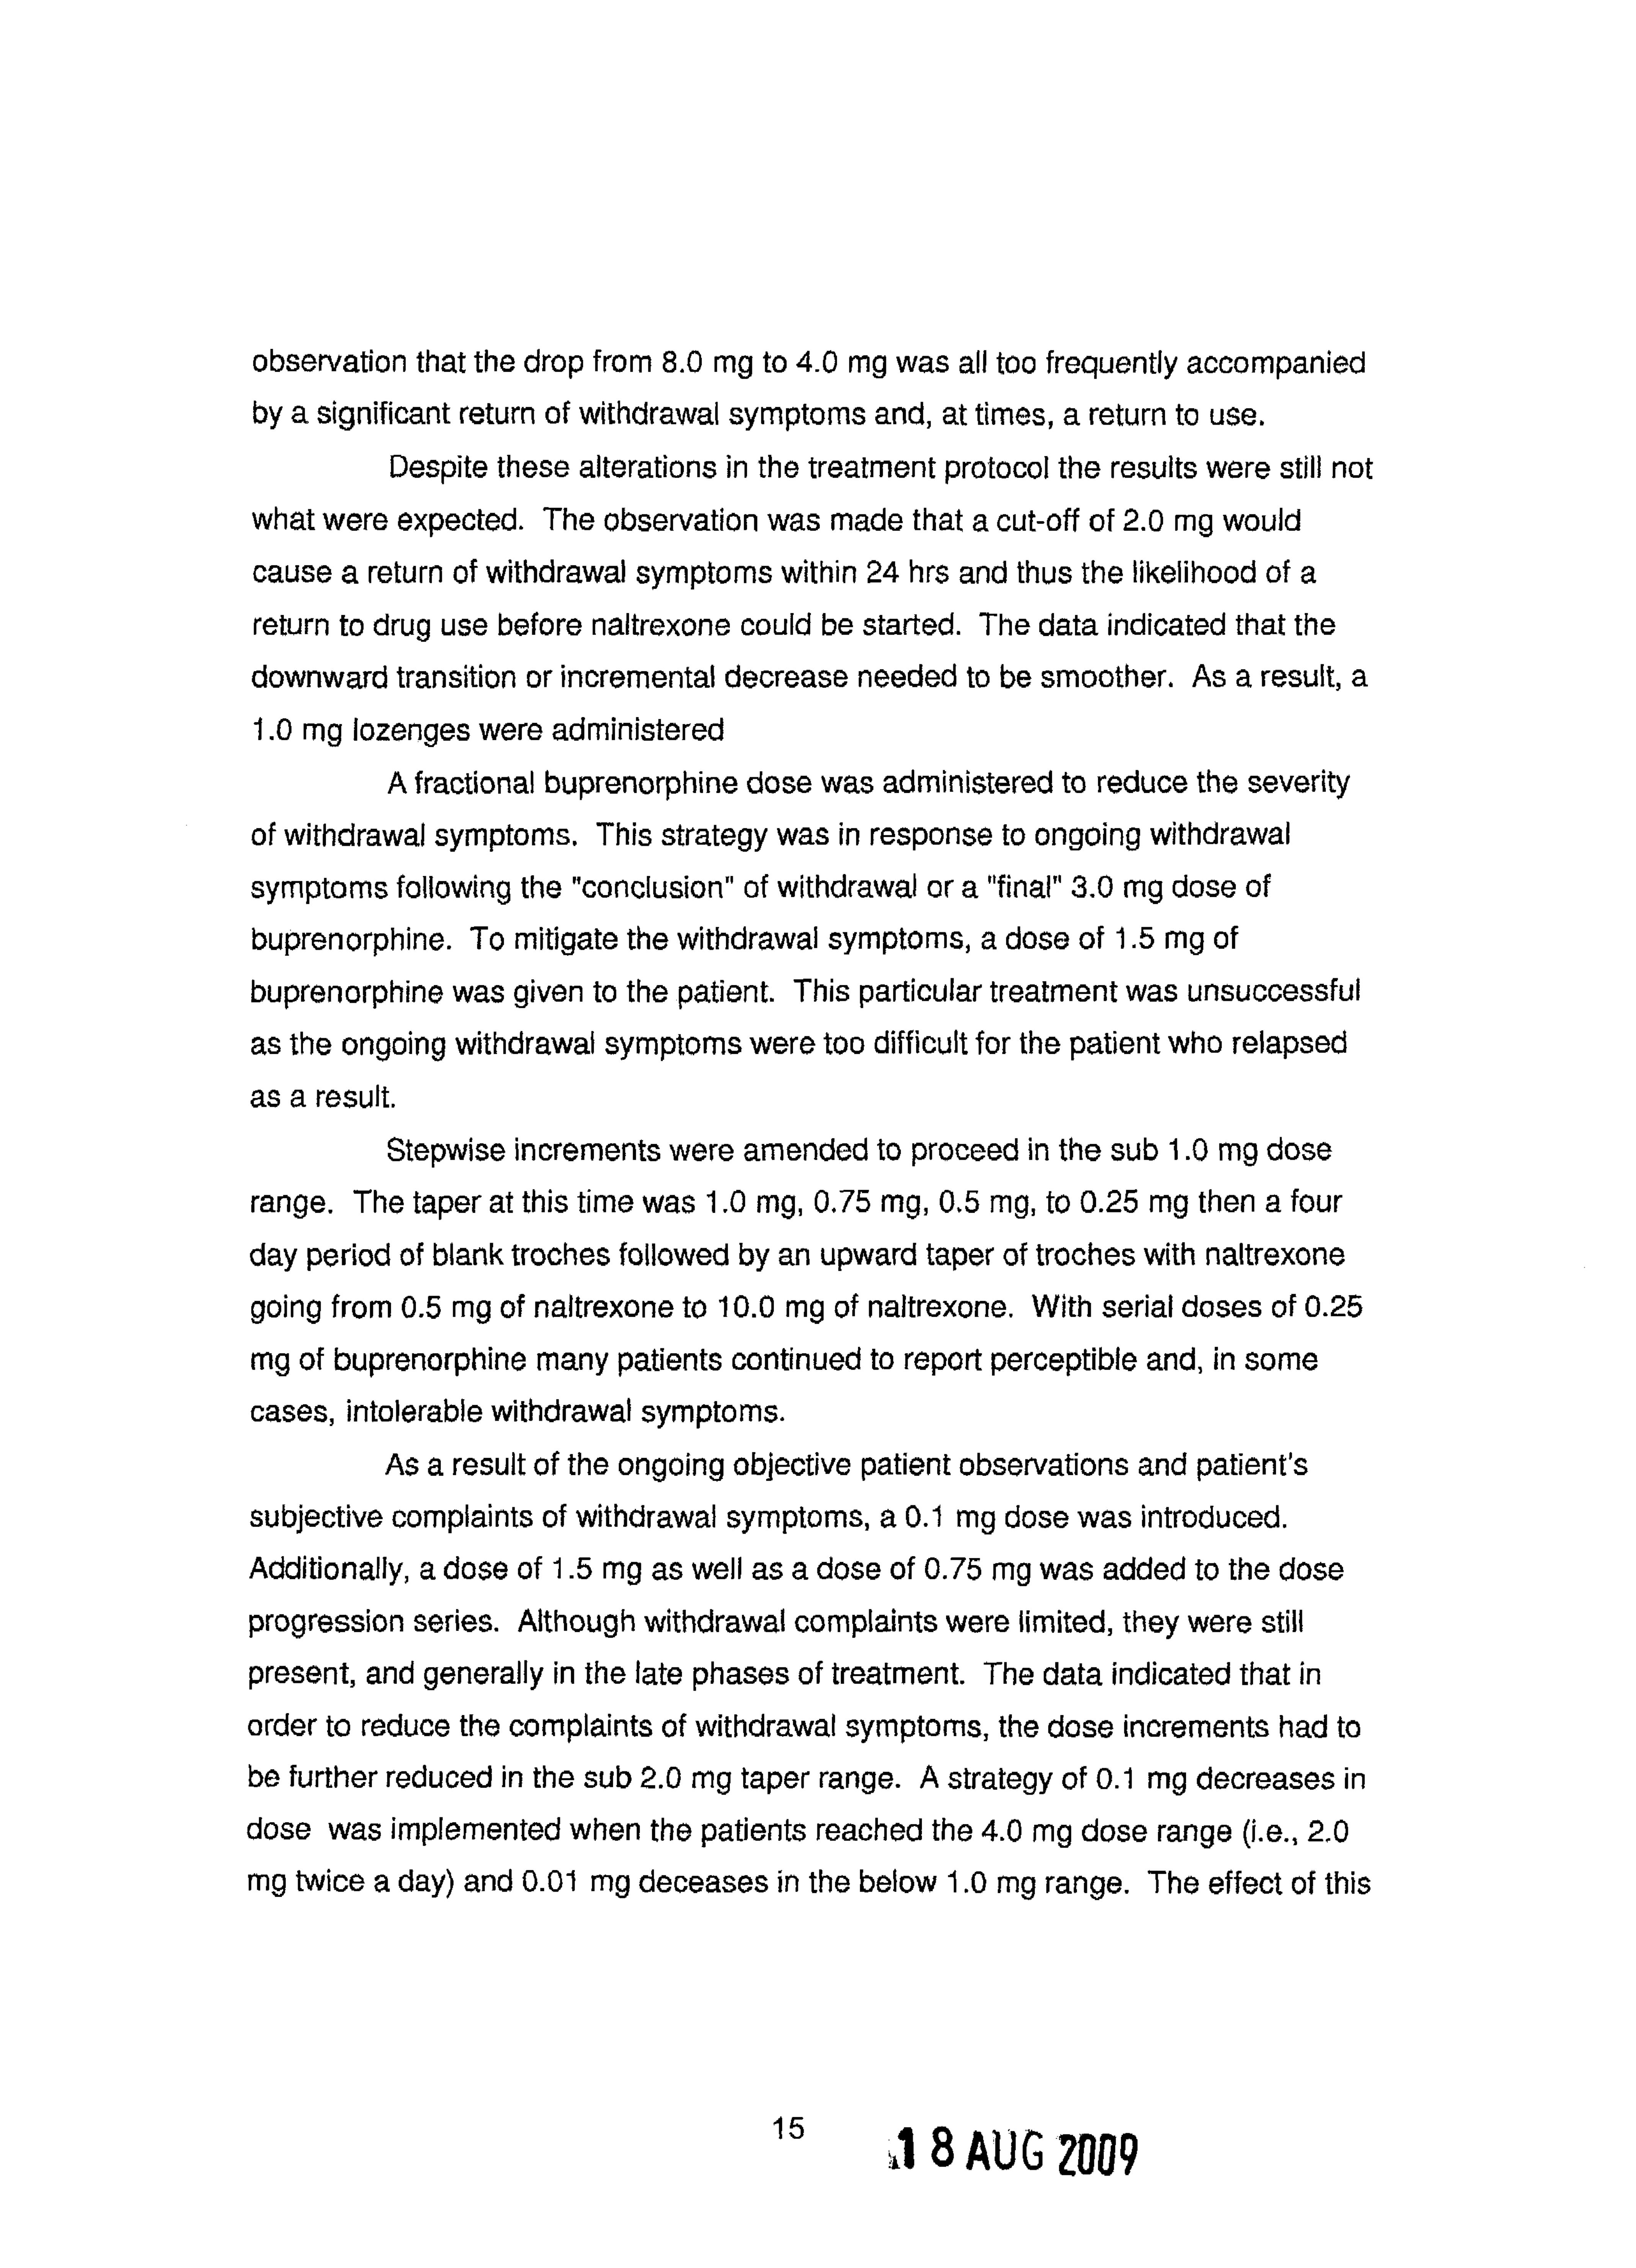 observation that the drop from 8.0 mg to 4.0 mg was all too frequently accompanied
by a significant return of withdrawal symptoms and, at times, a return to use.
Despite these alterations in the treatment protocol the results were still not
what were expected. The observation was made that a cut-off of 2.0 mg would
cause a return of withdrawal symptoms within 24 hrs and thus the likelihood of a
return to drug use before naltrexone could be started. The data indicated that the
downward transition or incremental decrease needed to be smoother. As a result, a
1.0 mg lozenges were administered
A fractional buprenorphine dose was administered to reduce the severity
of withdrawal symptoms. This strategy was in response to ongoing withdrawal
symptoms following the "conclusion" of withdrawal or a "final" 3.0 mg dose of
buprenorphine. To mitigate the withdrawal symptoms, a dose of 1.5 mg of
buprenorphine was given to the patient. This particular treatment was unsuccessful
as the ongoing withdrawal symptoms were too difficult for the patient who relapsed
as a result.
Stepwise increments were amended to proceed in the sub 1.0 mg dose
range. The taper at this time was 1.0 mg, 0.75 mg, 0.5 mg, to 0.25 mg then a four
day period of blank troches followed by an upward taper of troches with naltrexone
going from 0.5 mg of naltrexone to 10.0 mg of naltrexone. With serial doses of 0.25
mg of buprenorphine many patients continued to report perceptible and, in some
cases, intolerable withdrawal symptoms.
As a result of the ongoing objective patient observations and patient's
subjective complaints of withdrawal symptoms, a 0.1 mg dose was introduced.
Additionally, a dose of 1.5 mg as well as a dose of 0.75 mg was added to the dose
progression series. Although withdrawal complaints were limited, they were still
present, and generally in the late phases of treatment. The data indicated that in
order to reduce the complaints of withdrawal symptoms, the dose increments had to
be further reduced in the sub 2.0 mg taper range. A strategy of 0.1 mg decreases in
dose was implemented when the patients reached the 4.0 mg dose range (i.e., 2.0
mg twice a day) and 0.01 mg deceases in the below 1.0 mg range. The effect of this
15
18 AUG 2009